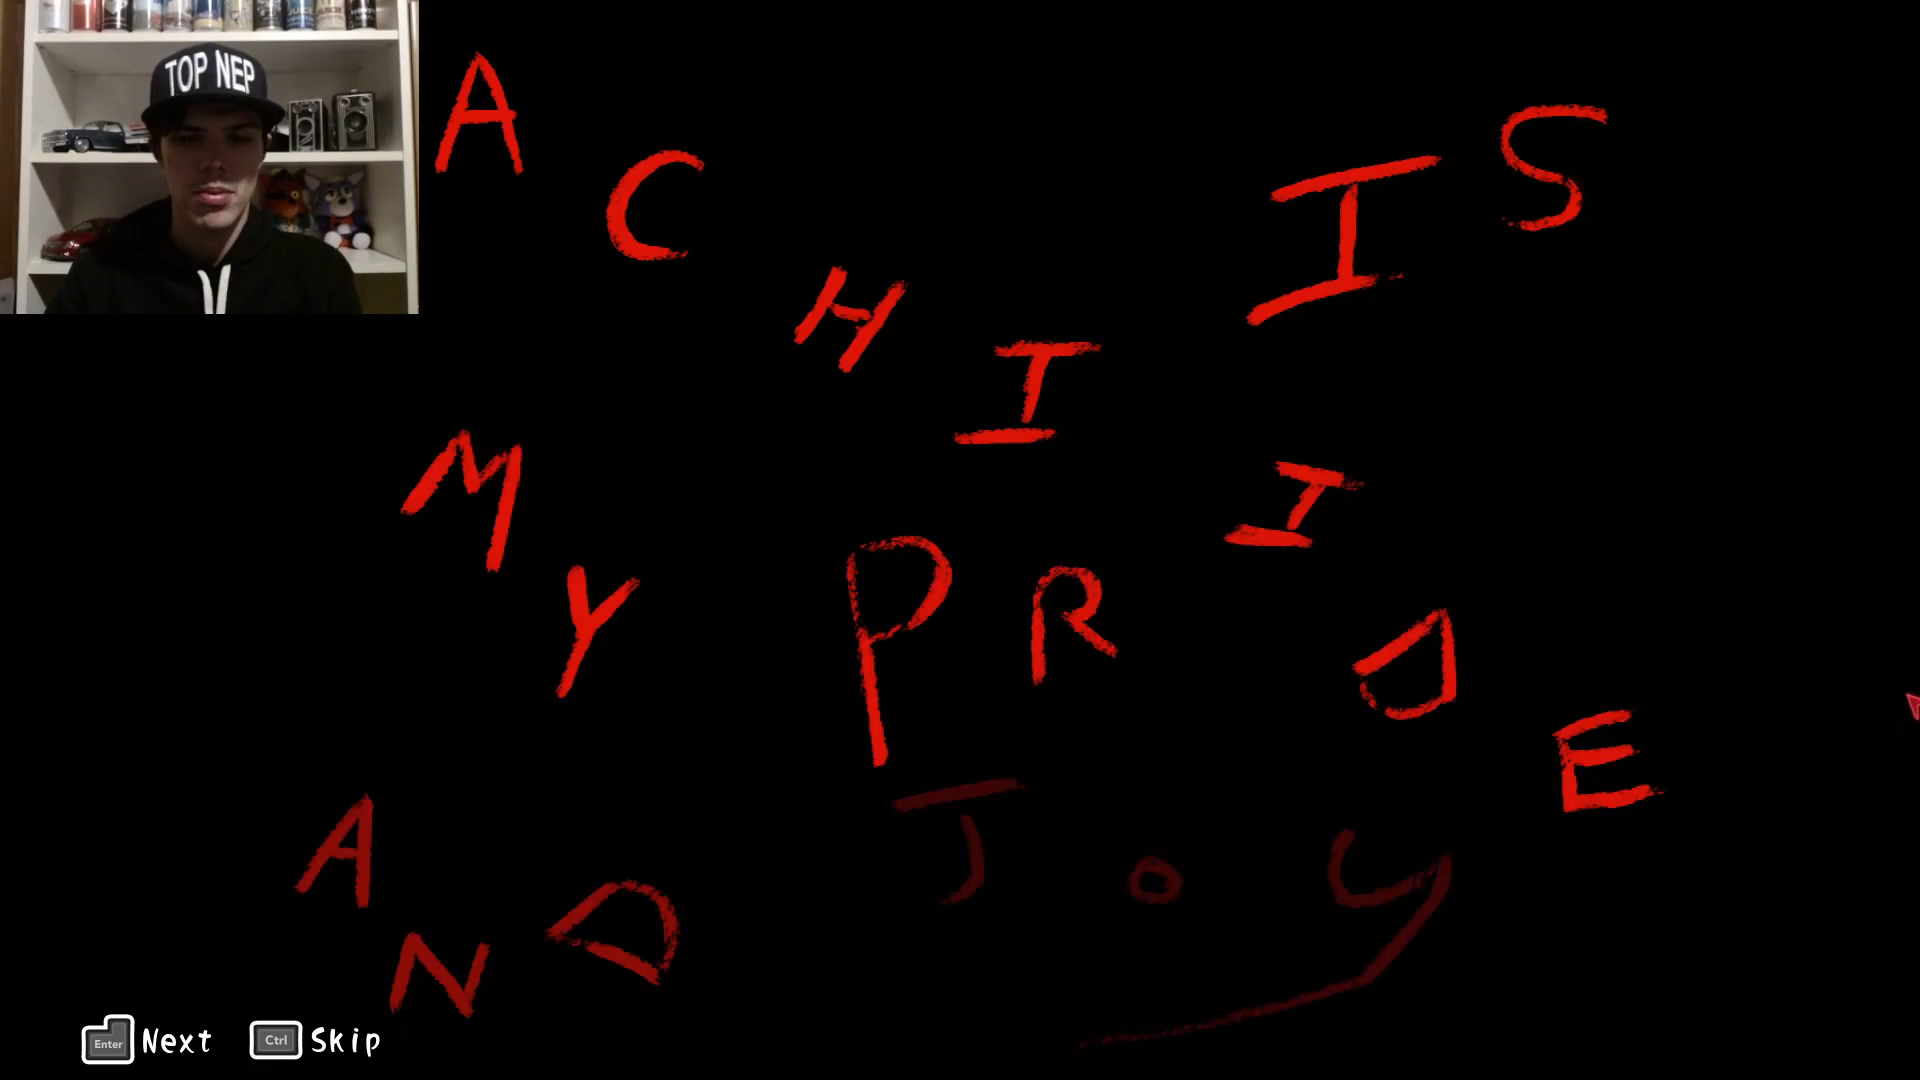 TOP NEP
ACHI IS
MY PRIDE
AND JOY
Enter Next Ctrl Skip